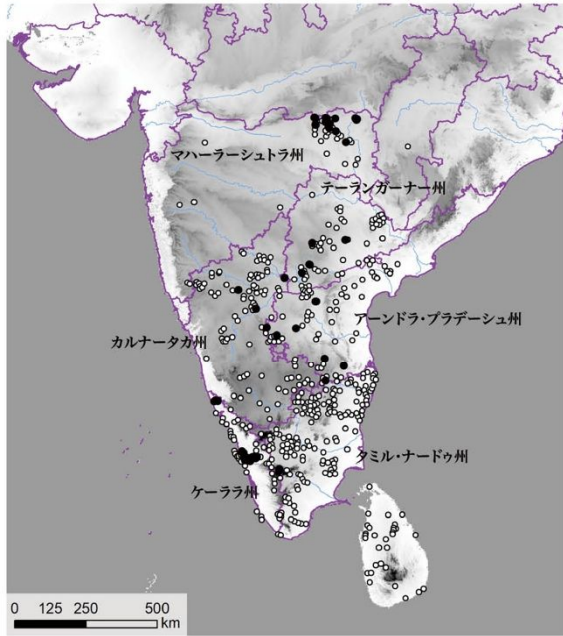 マハーラーシュトラ州
テーランガーナー州
アーンドラ・プラデーシュ州
カルナータカ州
タミル・ナードゥ州
ケーララ州
0 125 250 500
km